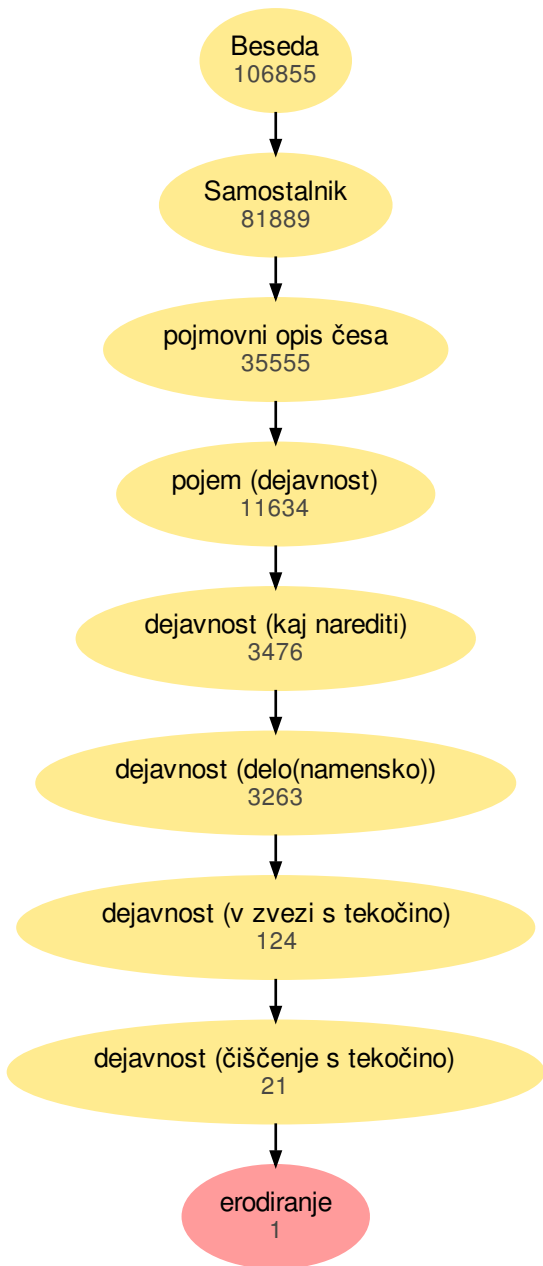 Beseda
106855
Samostalnik
81889
pojmovni opis česa
35555
pojem (dejavnost)
11634
dejavnost (kaj narediti)
3476
dejavnost (delo(namensko))
3263
dejavnost (v zvezi s tekočino)
124
dejavnost (čiščenje s tekočino)
21
erodiranje
1